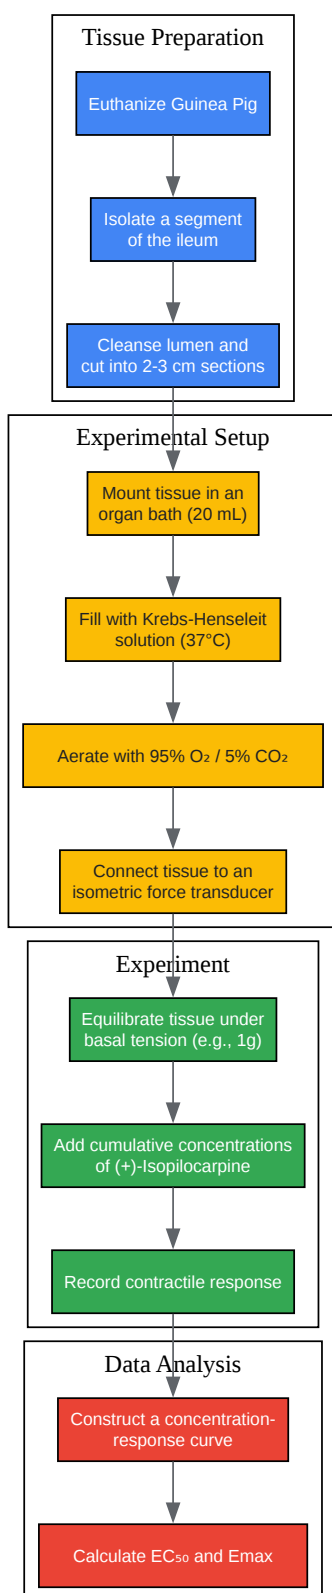 Tissue Preparation
Euthanize Guinea Pig
Isolate a segment
of the ileum
Cleanse lumen and
cut into 2-3 cm sections
Experimental Setup
Mount tissue in an
organ bath (20 mL)
Fill with Krebs-Henseleit
solution (37°C)
Aerate with 95% O₂ / 5% CO₂
Connect tissue to an
isometric force transducer
Experiment
Equilibrate tissue under
basal tension (e.g., 1g)
Add cumulative concentrations
of (+)-Isopilocarpine
Record contractile response
Data Analysis
Construct a concentration-
response curve
Calculate EC₅₀ and Emax